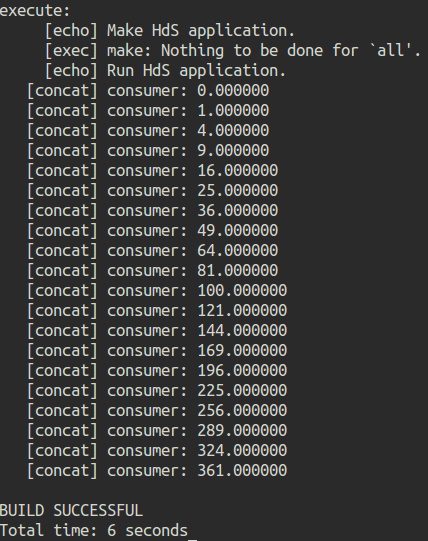 execute:
[echo] Make HdS application.
[exec] make: Nothing to be done for `all'.
[echo] Run HdS application.
[concat] consumer: 0.000000
[concat] consumer: 1.000000
[concat] consumer: 4.000000
[concat] consumer: 9.000000
[concat] consumer: 16.000000
[concat] consumer: 25.000000
[concat] consumer: 36.000000
[concat] consumer: 49.000000
[concat] consumer: 64.000000
[concat] consumer: 81.000000
[concat] consumer: 100.000000
[concat] consumer: 121.000000
[concat] consumer: 144.000000
[concat] consumer: 169.000000
[concat] consumer: 196.000000
[concat] consumer: 225.000000
[concat] consumer: 256.000000
[concat] consumer: 289.000000
[concat] consumer: 324.000000
[concat] consumer: 361.000000
BUILD SUCCESSFUL
Total time: 6 seconds